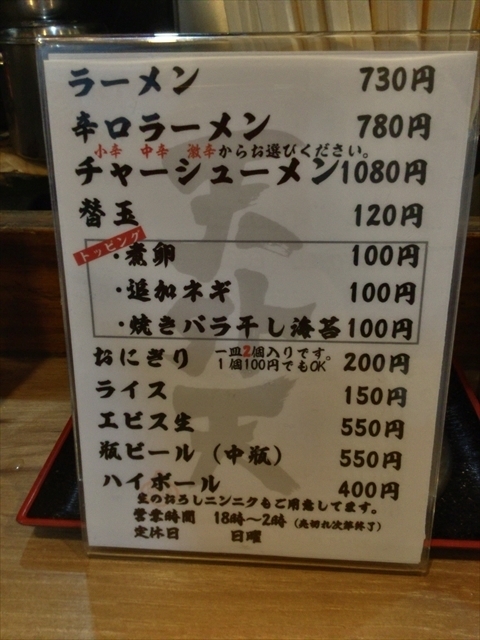 ラーメン 730円
辛口ラーメン 780円
小辛 中辛 激辛からお選びください。
チャーシューメン 1080円
替玉 120円
トッピング
・煮卵 100円
・追加ネギ 100円
・焼きバラ干し海苔 100円
おにぎり 一皿2個入りです。 200円
1個100円でもOK
ライス 150円
エビス生 550円
瓶ビール（中瓶） 550円
ハイボール 400円
生のおろしニンニクもご用意してます。
営業時間 18時〜2時（売切れ次第終了）
定休日 日曜